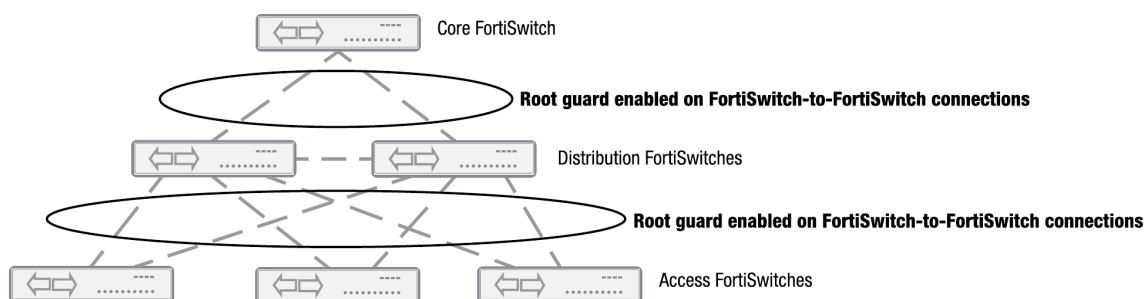 Core FortiSwitch
Root guard enabled on FortiSwitch-to-FortiSwitch connections
Distribution FortiSwitches
Root guard enabled on FortiSwitch-to-FortiSwitch connections
Access FortiSwitches